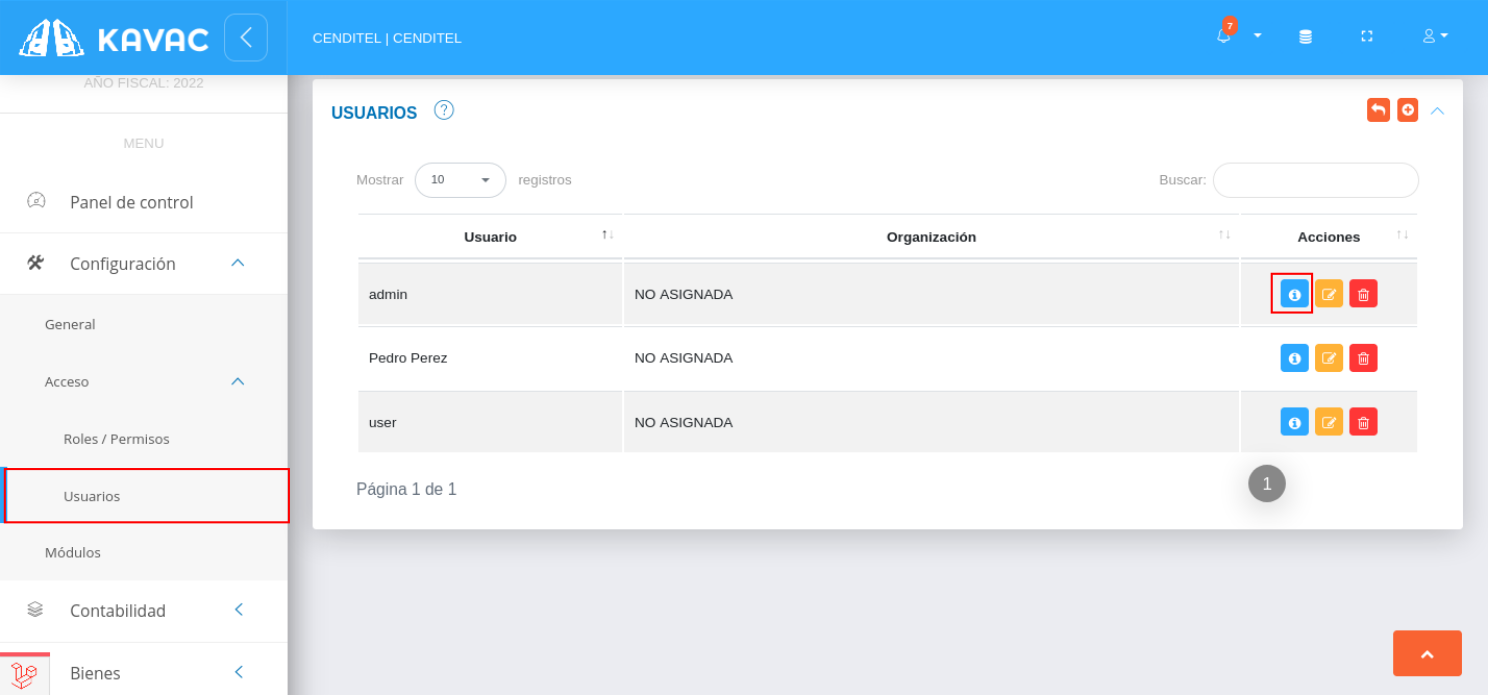 KAVAC
CENDITEL | CENDITEL
7
AÑO FISCAL: 2022
MENU
Panel de control
Configuración
General
Acceso
Roles / Permisos
Usuarios
Módulos
Contabilidad
Bienes
USUARIOS
Mostrar 10 registros
Buscar:
Usuario Organización Acciones
admin NO ASIGNADA
Pedro Perez NO ASIGNADA
user NO ASIGNADA
Página 1 de 1
1